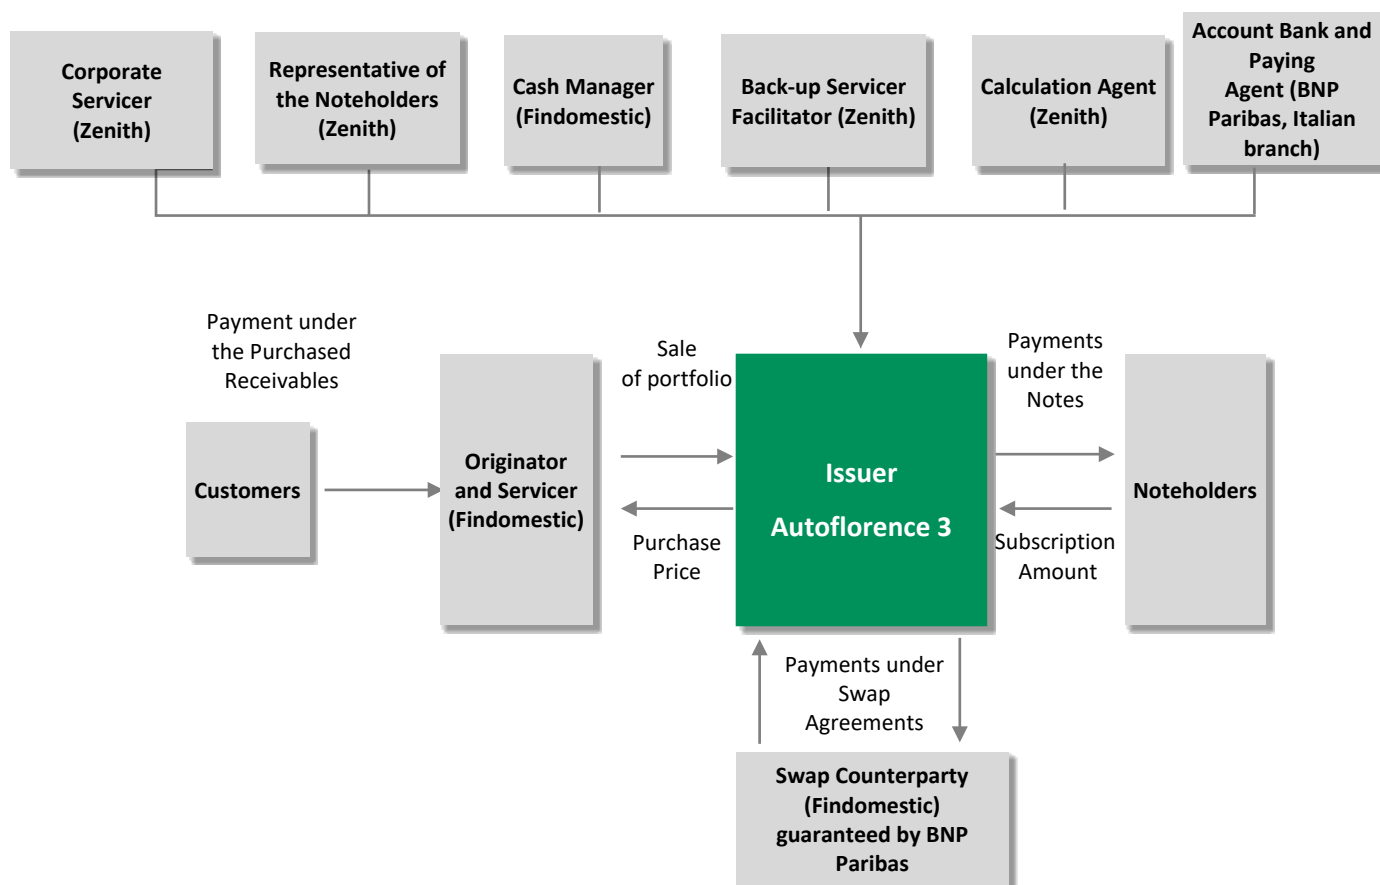 Corporate
Servicer
(Zenith)
Representative of
the Noteholders
(Zenith)
Cash Manager
(Findomestic)
Back-up Servicer
Facilitator (Zenith)
Calculation Agent
(Zenith)
Account Bank and
Paying
Agent (BNP
Paribas, Italian
branch)
Payment under
the Purchased
Receivables
Sale
of portfolio
Payments
under the
Notes
Customers
Originator
and Servicer
(Findomestic)
Issuer
Autoflorence 3
Noteholders
Purchase
Price
Subscription
Amount
Payments under
Swap
Agreements
Swap Counterparty
(Findomestic)
guaranteed by BNP
Paribas